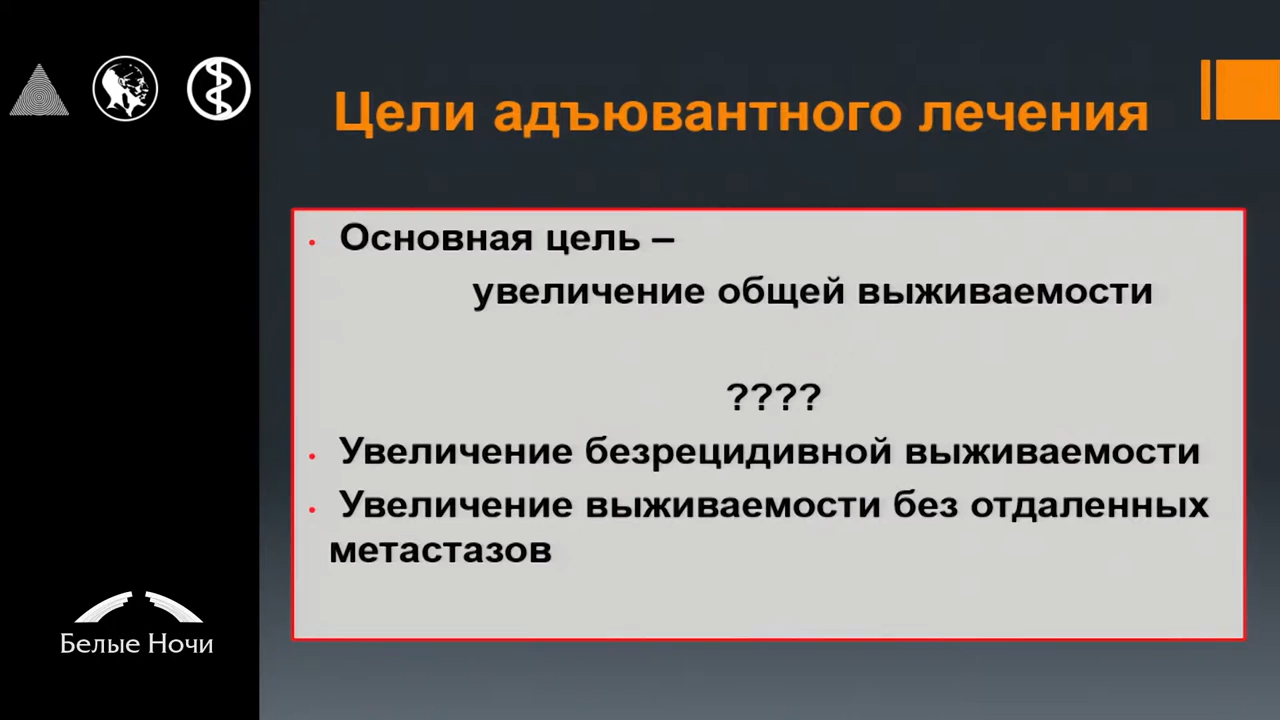 Цели адъювантного лечения
• Основная цель –
увеличение общей выживаемости
????
• Увеличение безрецидивной выживаемости
• Увеличение выживаемости без отдаленных
метастазов
Белые Ночи